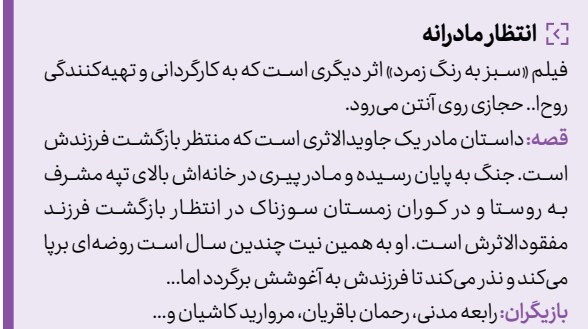 انتظار مادرانه
فیلم «سبز به رنگ زمرد» اثر دیگری است که به کارگردانی و تهیه‌کنندگی
روح‌ا.. حجازی روی آنتن می‌رود.
قصه: داستان مادر یک جاویدالاثری است که منتظر بازگشت فرزندش
است. جنگ به پایان رسیده و مادر پیری در خانه‌اش بالای تپه مشرف
به روستا و در کوران زمستان سوزناک در انتظار بازگشت فرزند
مفقودالاثرش است. او به همین نیت چندین سال است روضه‌ای برپا
می‌کند و نذر می‌کند تا فرزندش به آغوشش برگردد اما...
بازیگران: رابعه مدنی، رحمان باقریان، مروارید کاشیان و...